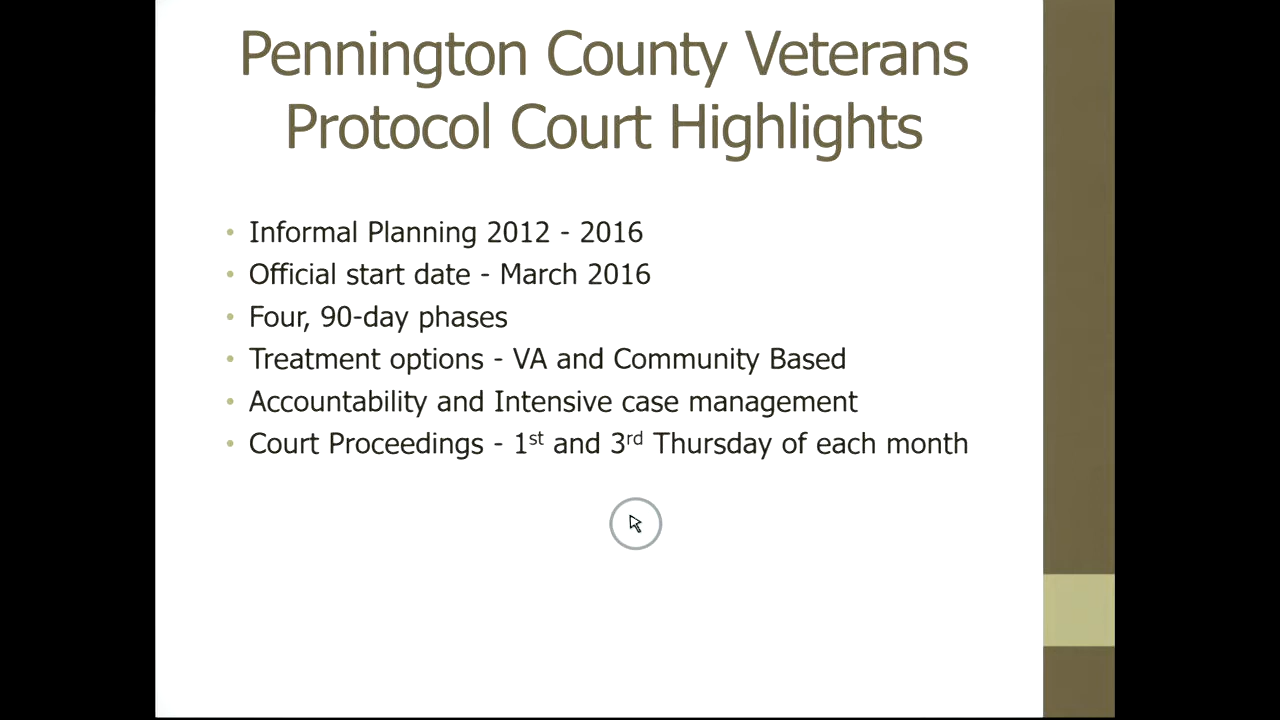 Pennington County Veterans
Protocol Court Highlights
• Informal Planning 2012 - 2016
• Official start date - March 2016
• Four, 90-day phases
• Treatment options - VA and Community Based
• Accountability and Intensive case management
• Court Proceedings - 1st and 3rd Thursday of each month